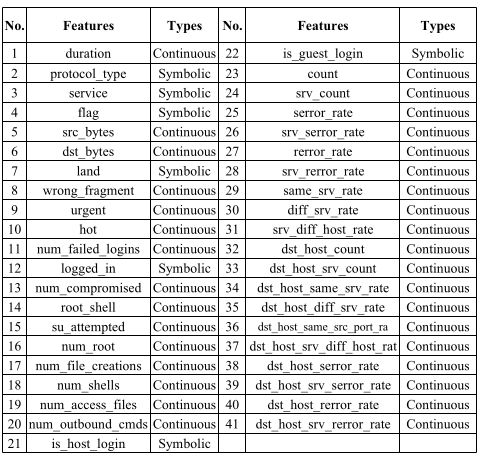 No. Features Types No. Features Types
1 duration Continuous 22 is_guest_login Symbolic
2 protocol_type Symbolic 23 count Continuous
3 service Symbolic 24 srv_count Continuous
4 flag Symbolic 25 serror_rate Continuous
5 src_bytes Continuous 26 srv_serror_rate Continuous
6 dst_bytes Continuous 27 rerror_rate Continuous
7 land Symbolic 28 srv_rerror_rate Continuous
8 wrong_fragment Continuous 29 same_srv_rate Continuous
9 urgent Continuous 30 diff_srv_rate Continuous
10 hot Continuous 31 srv_diff_host_rate Continuous
11 num_failed_logins Continuous 32 dst_host_count Continuous
12 logged_in Symbolic 33 dst_host_srv_count Continuous
13 num_compromised Continuous 34 dst_host_same_srv_rate Continuous
14 root_shell Continuous 35 dst_host_diff_srv_rate Continuous
15 su_attempted Continuous 36 dst_host_same_src_port_ra Continuous
16 num_root Continuous 37 dst_host_srv_diff_host_rat Continuous
17 num_file_creations Continuous 38 dst_host_serror_rate Continuous
18 num_shells Continuous 39 dst_host_srv_serror_rate Continuous
19 num_access_files Continuous 40 dst_host_rerror_rate Continuous
20 num_outbound_cmds Continuous 41 dst_host_srv_rerror_rate Continuous
21 is_host_login Symbolic